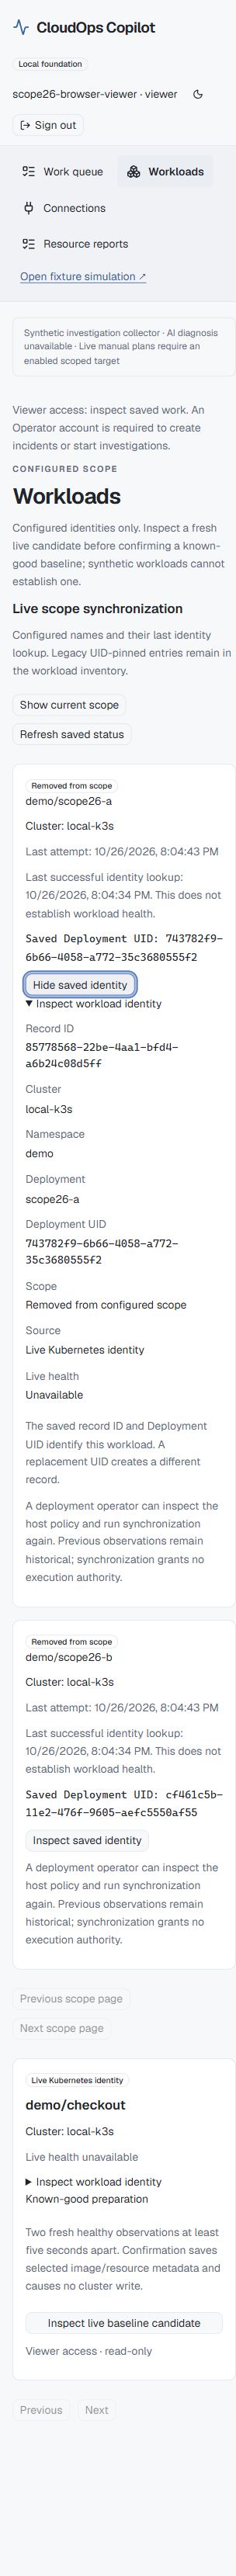 CloudOps Copilot
Local foundation
scope26-browser-viewer · viewer
Sign out
Work queue
Workloads
Connections
Resource reports
Open fixture simulation ↗
Synthetic investigation collector · AI diagnosis
unavailable · Live manual plans require an
enabled scoped target
Viewer access: inspect saved work. An
Operator account is required to create
incidents or start investigations.
CONFIGURED SCOPE
Workloads
Configured identities only. Inspect a fresh
live candidate before confirming a known-
good baseline; synthetic workloads cannot
establish one.
Live scope synchronization
Configured names and their last identity
lookup. Legacy UID-pinned entries remain in
the workload inventory.
Show current scope
Refresh saved status
Removed from scope
demo/scope26-a
Cluster: local-k3s
Last attempt: 10/26/2026, 8:04:43 PM
Last successful identity lookup:
10/26/2026, 8:04:34 PM. This does not
establish workload health.
Saved Deployment UID: 743782f9-
6b66-4058-a772-35c3680555f2
Hide saved identity
▼ Inspect workload identity
Record ID
85778568-22be-4aa1-bfd4-
a6b24c08d5ff
Cluster
local-k3s
Namespace
demo
Deployment
scope26-a
Deployment UID
743782f9-6b66-4058-a772-
35c3680555f2
Scope
Removed from configured scope
Source
Live Kubernetes identity
Live health
Unavailable
The saved record ID and Deployment
UID identify this workload. A
replacement UID creates a different
record.
A deployment operator can inspect the
host policy and run synchronization
again. Previous observations remain
historical; synchronization grants no
execution authority.
Removed from scope
demo/scope26-b
Cluster: local-k3s
Last attempt: 10/26/2026, 8:04:43 PM
Last successful identity lookup:
10/26/2026, 8:04:34 PM. This does not
establish workload health.
Saved Deployment UID: cf461c5b-
11e2-476f-9605-aefc5550af55
Inspect saved identity
A deployment operator can inspect the
host policy and run synchronization
again. Previous observations remain
historical; synchronization grants no
execution authority.
Previous scope page
Next scope page
Live Kubernetes identity
demo/checkout
Cluster: local-k3s
Live health unavailable
▶ Inspect workload identity
Known-good preparation
Two fresh healthy observations at least
five seconds apart. Confirmation saves
selected image/resource metadata and
causes no cluster write.
Inspect live baseline candidate
Viewer access · read-only
Previous Next